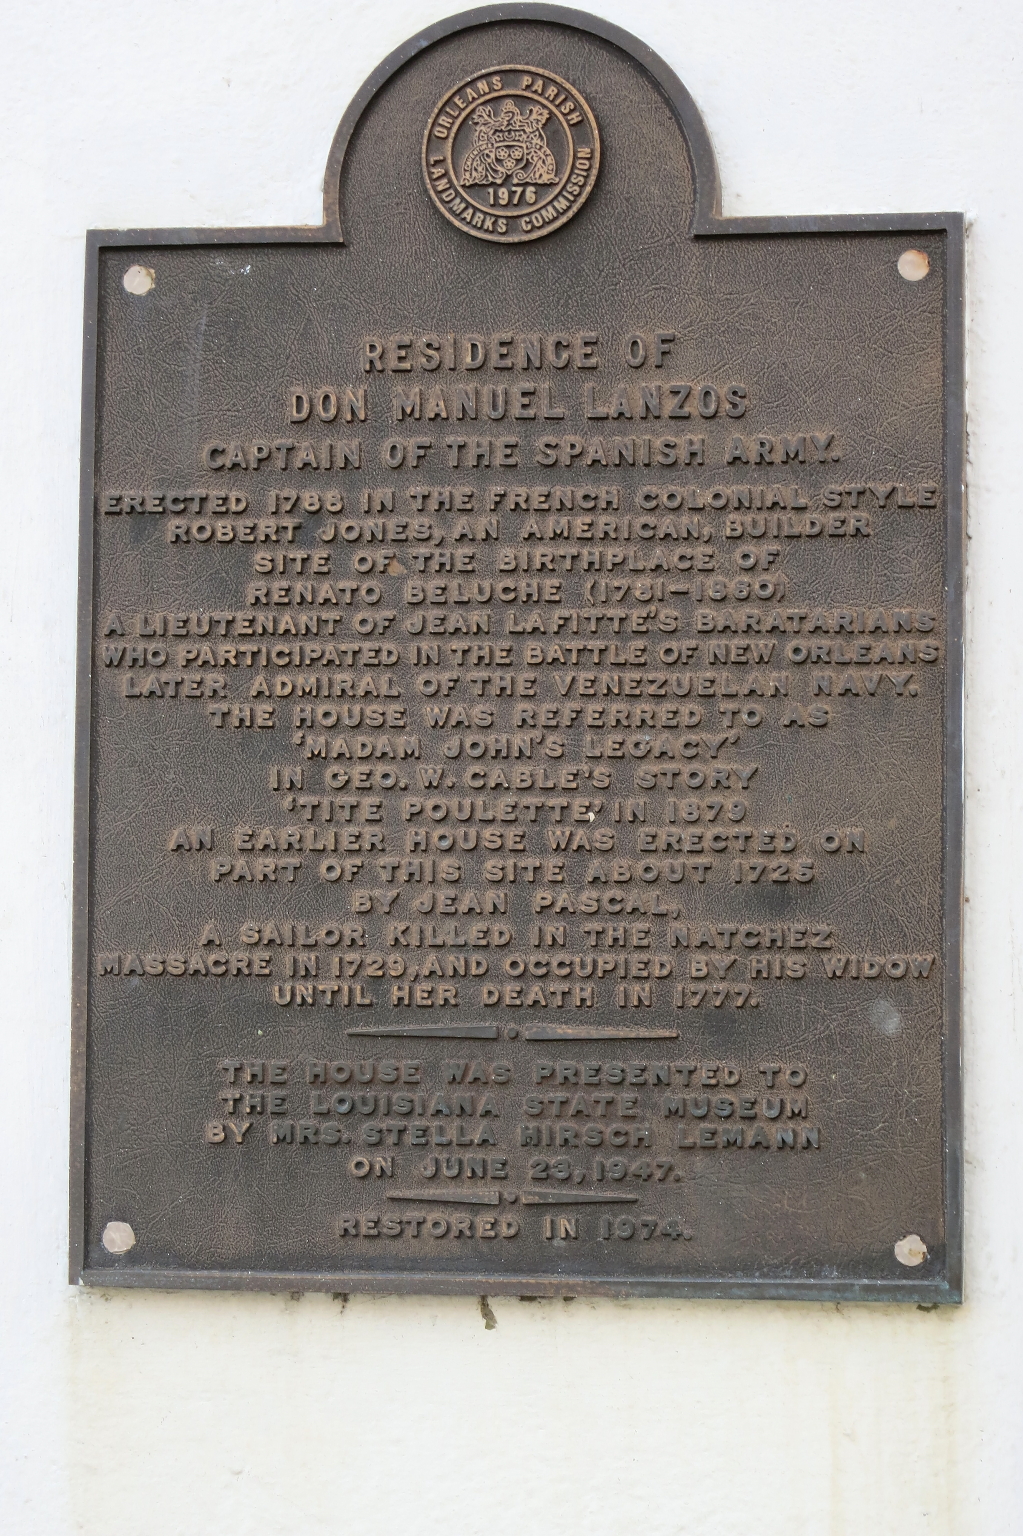 ORLEANS PARISH
LANDMARKS COMMISSION
1976
RESIDENCE OF
DON MANUEL LANZOS
CAPTAIN OF THE SPANISH ARMY.
ERECTED 1788 IN THE FRENCH COLONIAL STYLE
ROBERT JONES, AN AMERICAN, BUILDER
SITE OF THE BIRTHPLACE OF
RENATO BELUCHE (1781-1860)
A LIEUTENANT OF JEAN LAFITTE'S BARATARIANS
WHO PARTICIPATED IN THE BATTLE OF NEW ORLEANS
LATER ADMIRAL OF THE VENEZUELAN NAVY.
THE HOUSE WAS REFERRED TO AS
'MADAM JOHN'S LEGACY'
IN GEO. W. CABLE'S STORY
'TITE POULETTE' IN 1879
AN EARLIER HOUSE WAS ERECTED ON
PART OF THIS SITE ABOUT 1725
BY JEAN PASCAL,
A SAILOR KILLED IN THE NATCHEZ
MASSACRE IN 1729, AND OCCUPIED BY HIS WIDOW
UNTIL HER DEATH IN 1777.
THE HOUSE WAS PRESENTED TO
THE LOUISIANA STATE MUSEUM
BY MRS. STELLA HIRSCH LEMANN
ON JUNE 23, 1947.
RESTORED IN 1974.